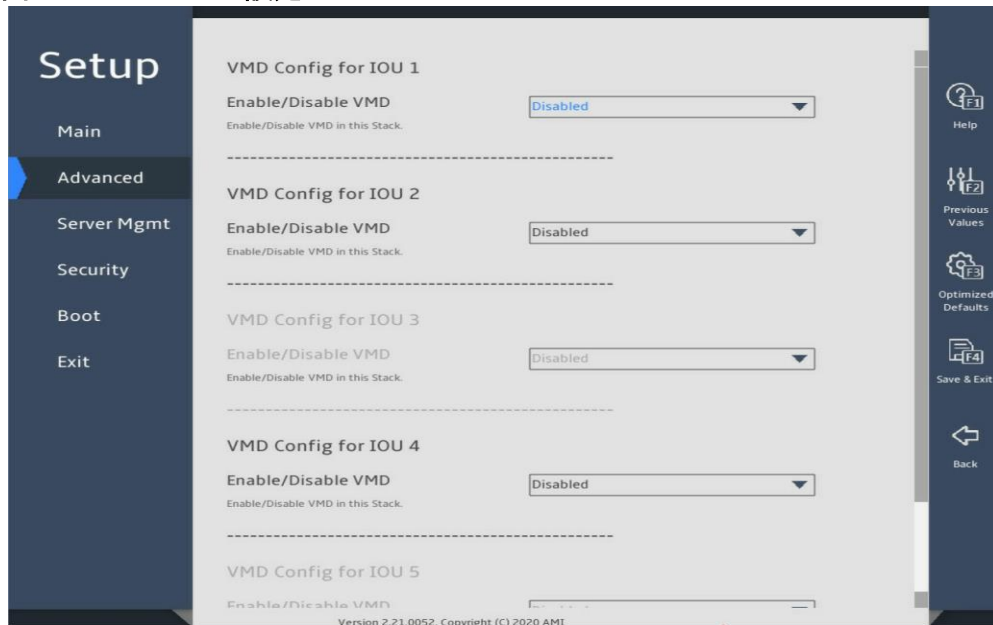 Setup
Main
Advanced
Server Mgmt
Security
Boot
Exit
VMD Config for IOU 1
Enable/Disable VMD
Disabled
Enable/Disable VMD in this Stack.
--------------------------------------------------
VMD Config for IOU 2
Enable/Disable VMD
Disabled
Enable/Disable VMD in this Stack.
--------------------------------------------------
VMD Config for IOU 3
Enable/Disable VMD
Disabled
Enable/Disable VMD in this Stack.
--------------------------------------------------
VMD Config for IOU 4
Enable/Disable VMD
Disabled
Enable/Disable VMD in this Stack.
--------------------------------------------------
VMD Config for IOU 5
Enable/Disable VMD
Version 2.21.0052. Copyright (C) 2020 AMI
F1
Help
F2
Previous
Values
F3
Optimized
Defaults
F4
Save & Exit
Back